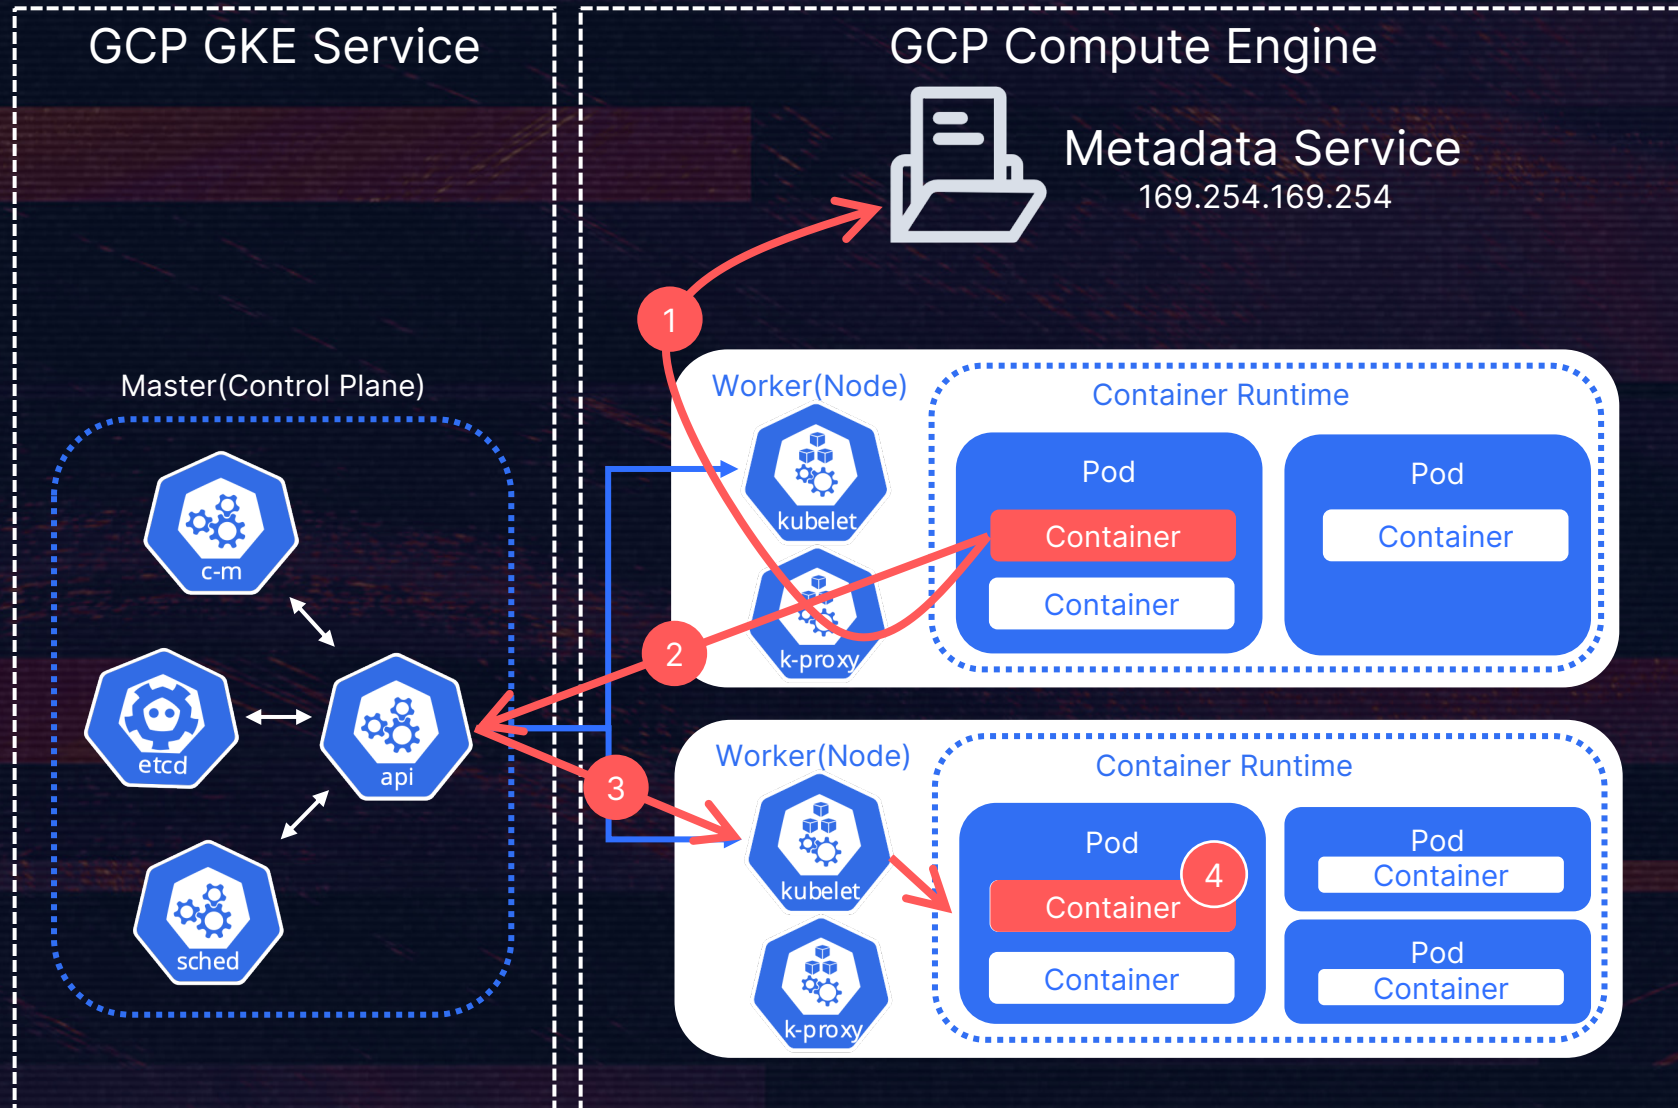 GCP GKE Service
GCP Compute Engine
Metadata Service
169.254.169.254
1
Master(Control Plane)
c-m
etcd
api
sched
Worker(Node)
kubelet
k-proxy
Container Runtime
Pod
Container
Container
Pod
Container
2
3
Worker(Node)
kubelet
k-proxy
Container Runtime
Pod
4
Container
Container
Pod
Container
Pod
Container